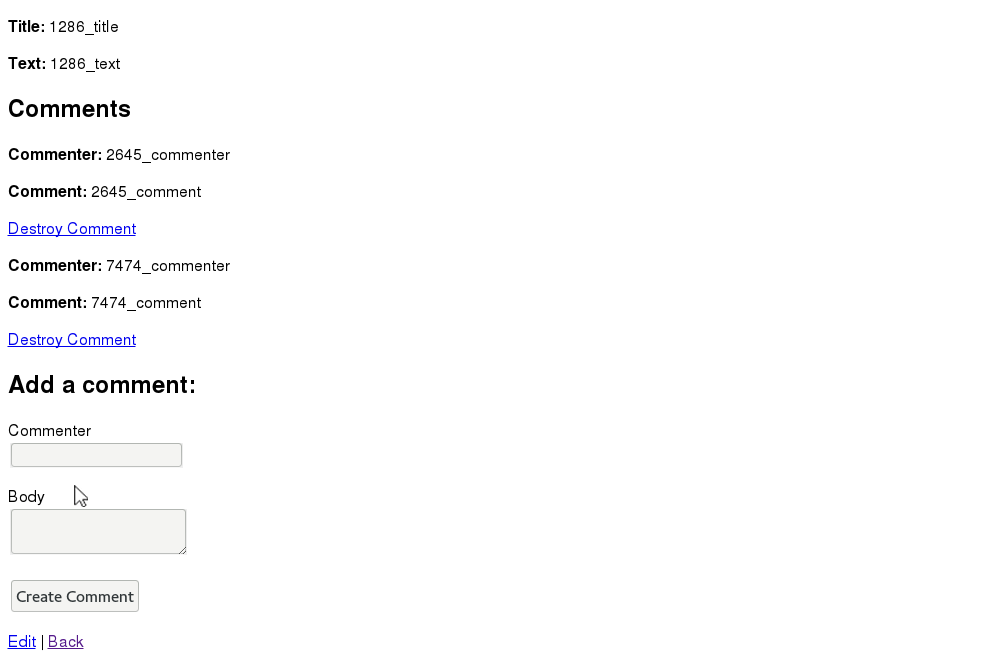 Title: 1286_title
Text: 1286_text
Comments
Commenter: 2645_commenter
Comment: 2645_comment
Destroy Comment
Commenter: 7474_commenter
Comment: 7474_comment
Destroy Comment
Add a comment:
Commenter
Body
Create Comment
Edit | Back